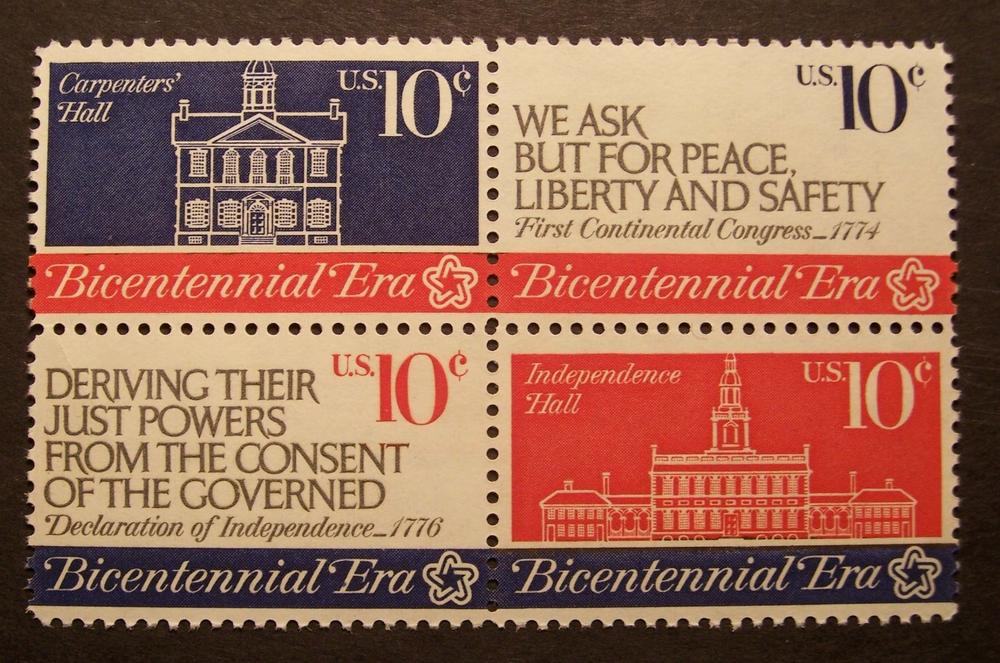 Carpenters'
Hall
U.S. 10¢
Bicentennial Era
U.S. 10¢
WE ASK
BUT FOR PEACE,
LIBERTY AND SAFETY
First Continental Congress_1774
Bicentennial Era
U.S. 10¢
DERIVING THEIR
JUST POWERS
FROM THE CONSENT
OF THE GOVERNED
Declaration of Independence_1776
Bicentennial Era
Independence
Hall
U.S. 10¢
Bicentennial Era